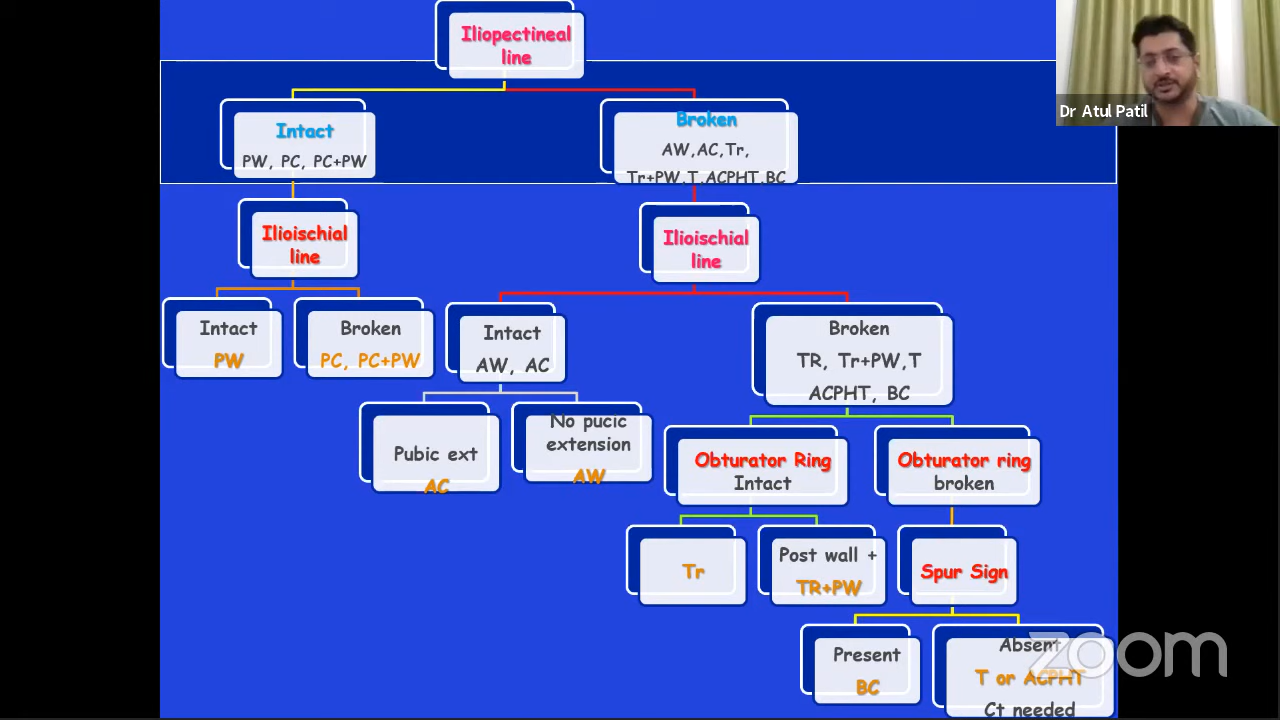 Iliopectineal
line
Dr Atul Patil
Intact
PW, PC, PC+PW
Broken
AW,AC,Tr,
Tr+PW,T,ACPHT,BC
Ilioischial
line
Ilioischial
line
Intact
PW
Broken
PC, PC+PW
Intact
AW, AC
Broken
TR, Tr+PW,T
ACPHT, BC
Pubic ext
AC
No pucic
extension
AW
Obturator Ring
Intact
Obturator ring
broken
Tr
Post wall +
TR+PW
Spur Sign
Present
BC
Absent
T or ACPHT
Ct needed
zoom